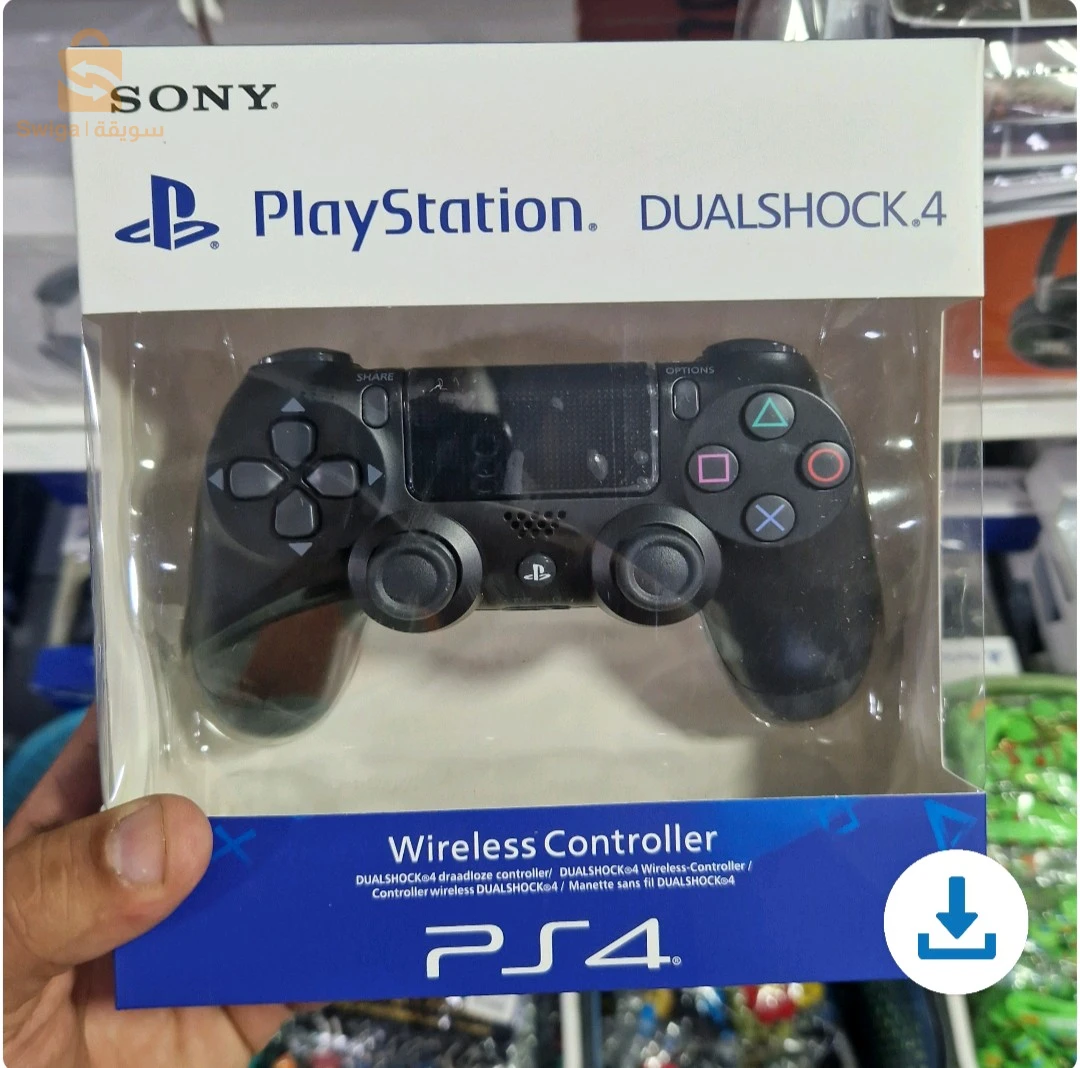 SONY®
Swiga | سويقة
PlayStation® DUALSHOCK®4
SHARE
OPTIONS
Wireless Controller
DUALSHOCK®4 draadloze controller/ DUALSHOCK®4 Wireless-Controller /
Controller wireless DUALSHOCK®4 / Manette sans fil DUALSHOCK®4
PS4®